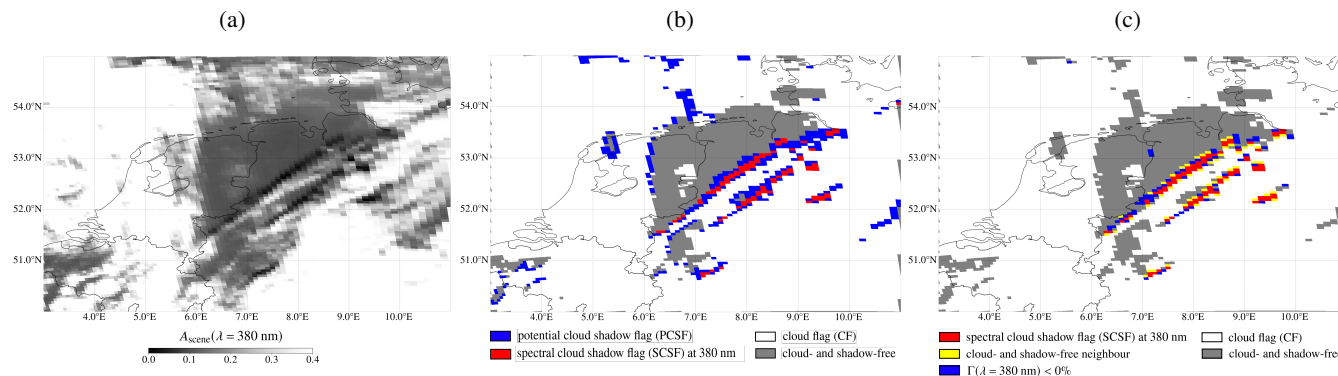 (a)
(b)
(c)
54.0°N
53.0°N
52.0°N
51.0°N
4.0°E 5.0°E 6.0°E 7.0°E 8.0°E 9.0°E 10.0°E
A_scene(λ = 380 nm)
0.0 0.1 0.2 0.3 0.4
54.0°N
53.0°N
52.0°N
51.0°N
4.0°E 5.0°E 6.0°E 7.0°E 8.0°E 9.0°E 10.0°E
potential cloud shadow flag (PCSF)
spectral cloud shadow flag (SCSF) at 380 nm
cloud flag (CF)
cloud- and shadow-free
54.0°N
53.0°N
52.0°N
51.0°N
4.0°E 5.0°E 6.0°E 7.0°E 8.0°E 9.0°E 10.0°E
spectral cloud shadow flag (SCSF) at 380 nm
cloud- and shadow-free neighbour
Γ(λ = 380 nm) < 0%
cloud flag (CF)
cloud- and shadow-fre